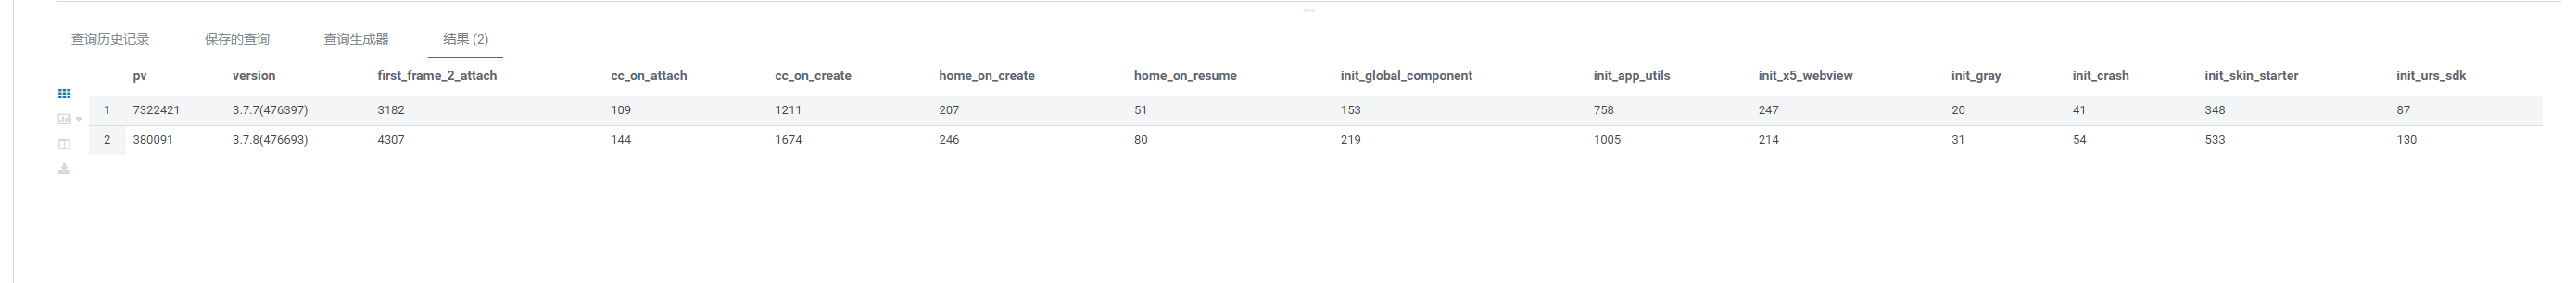 查询历史记录 保存的查询 查询生成器 结果 (2)
pv version first_frame_2_attach cc_on_attach cc_on_create home_on_create home_on_resume init_global_component init_app_utils init_x5_webview init_gray init_crash init_skin_starter init_urs_sdk
1 7322421 3.7.7(476397) 3182 109 1211 207 51 153 758 247 20 41 348 87
2 380091 3.7.8(476693) 4307 144 1674 246 80 219 1005 214 31 54 533 130